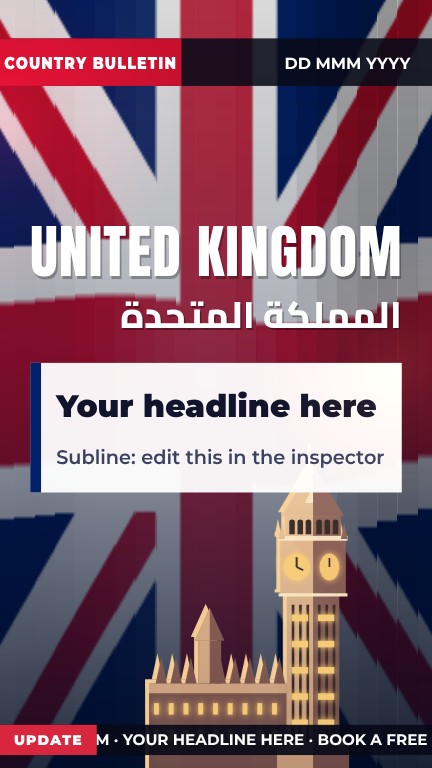 COUNTRY BULLETIN
DD MMM YYYY
UNITED KINGDOM
المملكة المتحدة
Your headline here
Subline: edit this in the inspector
UPDATE
M · YOUR HEADLINE HERE · BOOK A FREE